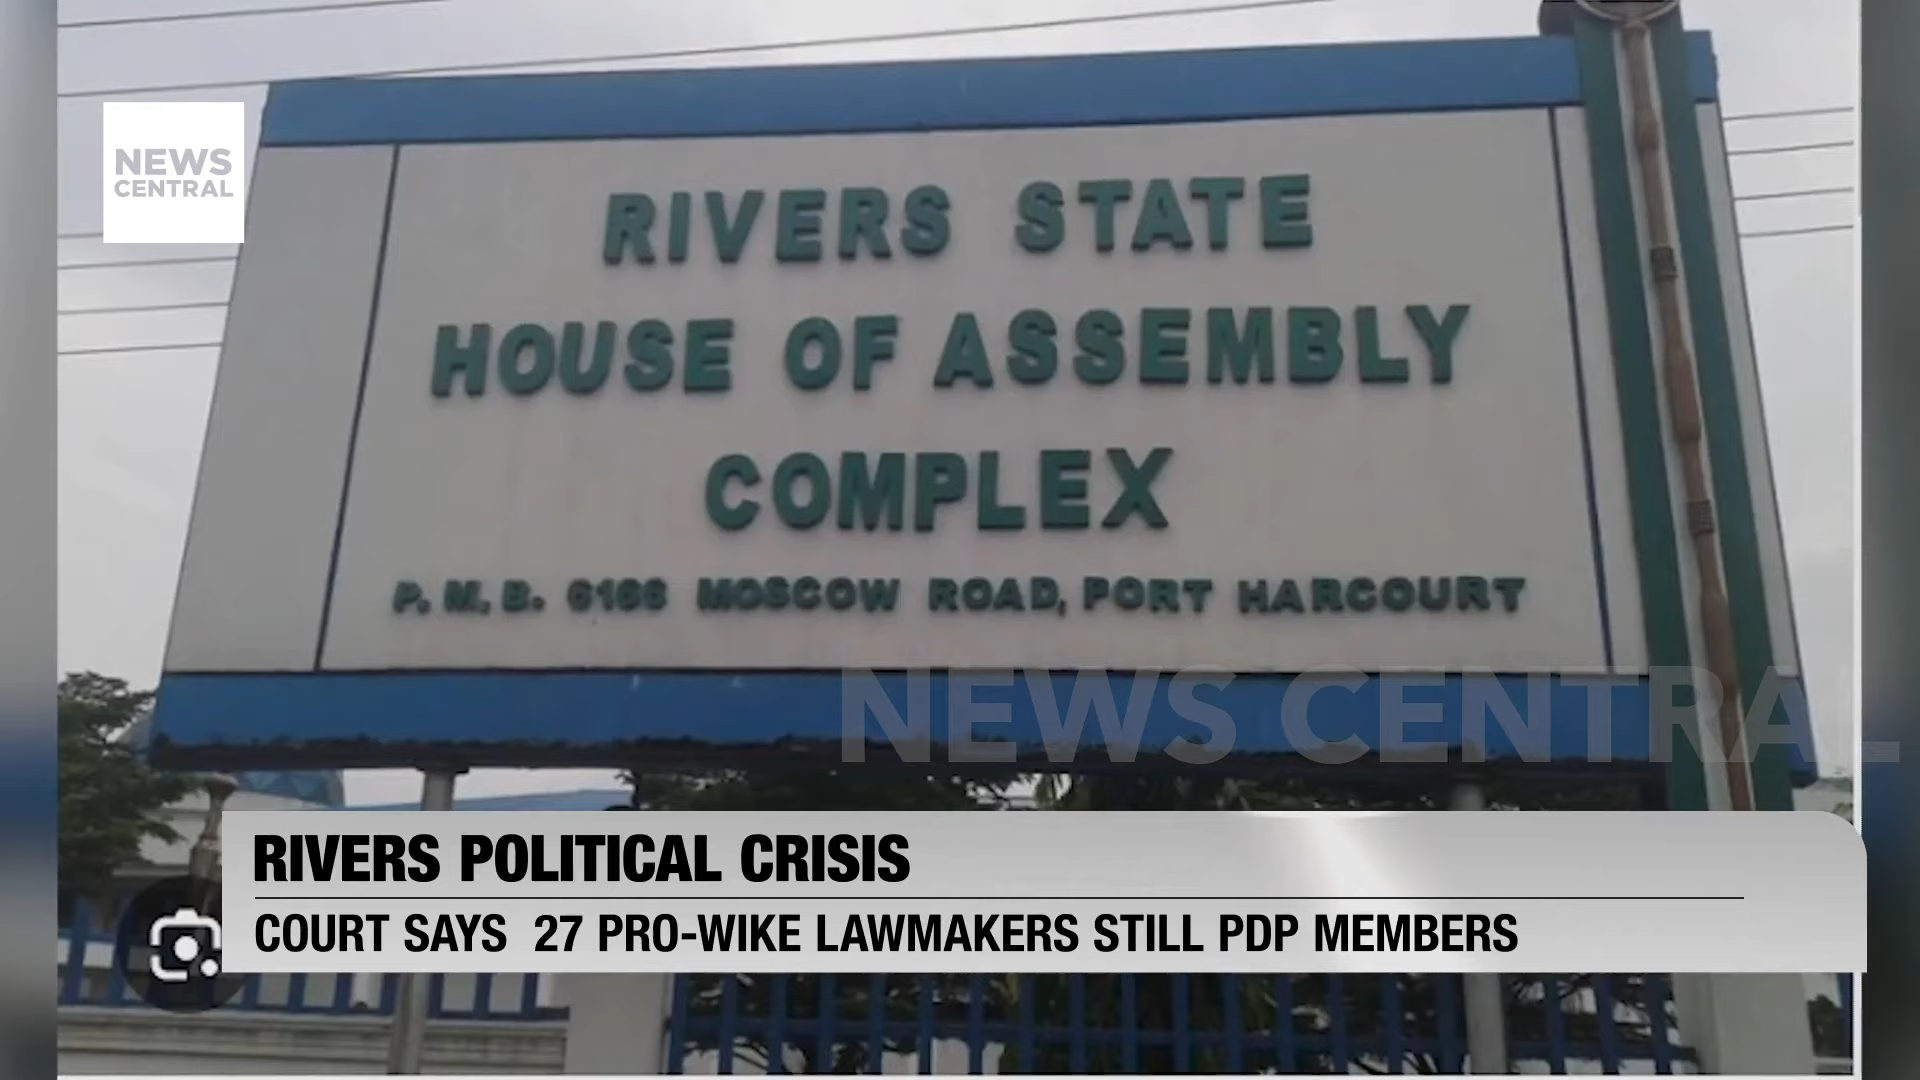 NEWS
CENTRAL
RIVERS STATE
HOUSE OF ASSEMBLY
COMPLEX
P. M. B. 6166 MOSCOW ROAD, PORT HARCOURT
NEWS CENTRAL
RIVERS POLITICAL CRISIS
COURT SAYS 27 PRO-WIKE LAWMAKERS STILL PDP MEMBERS